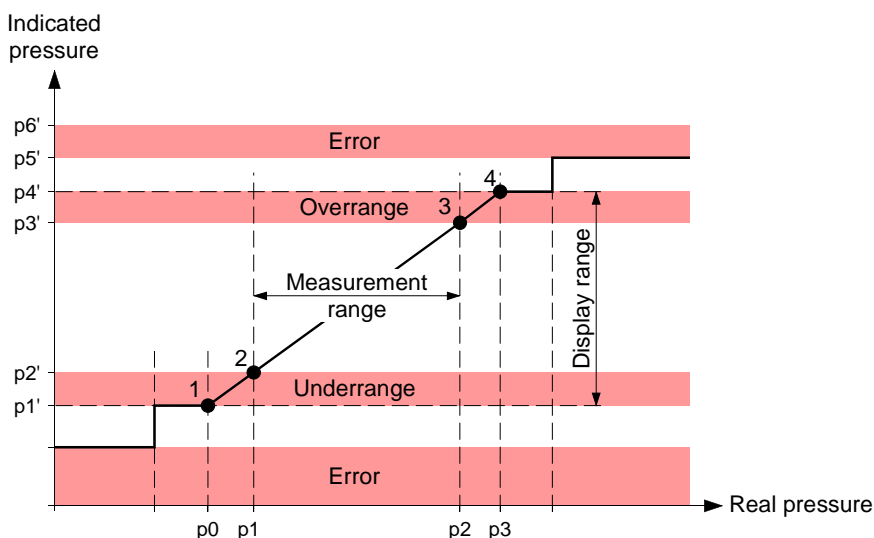 Indicated
pressure
p6'
Error
p5'
p4'
4
Overrange
3
p3'
Measurement
range
Display range
2
p2'
1
Underrange
p1'
Error
Real pressure
p0 p1 p2 p3